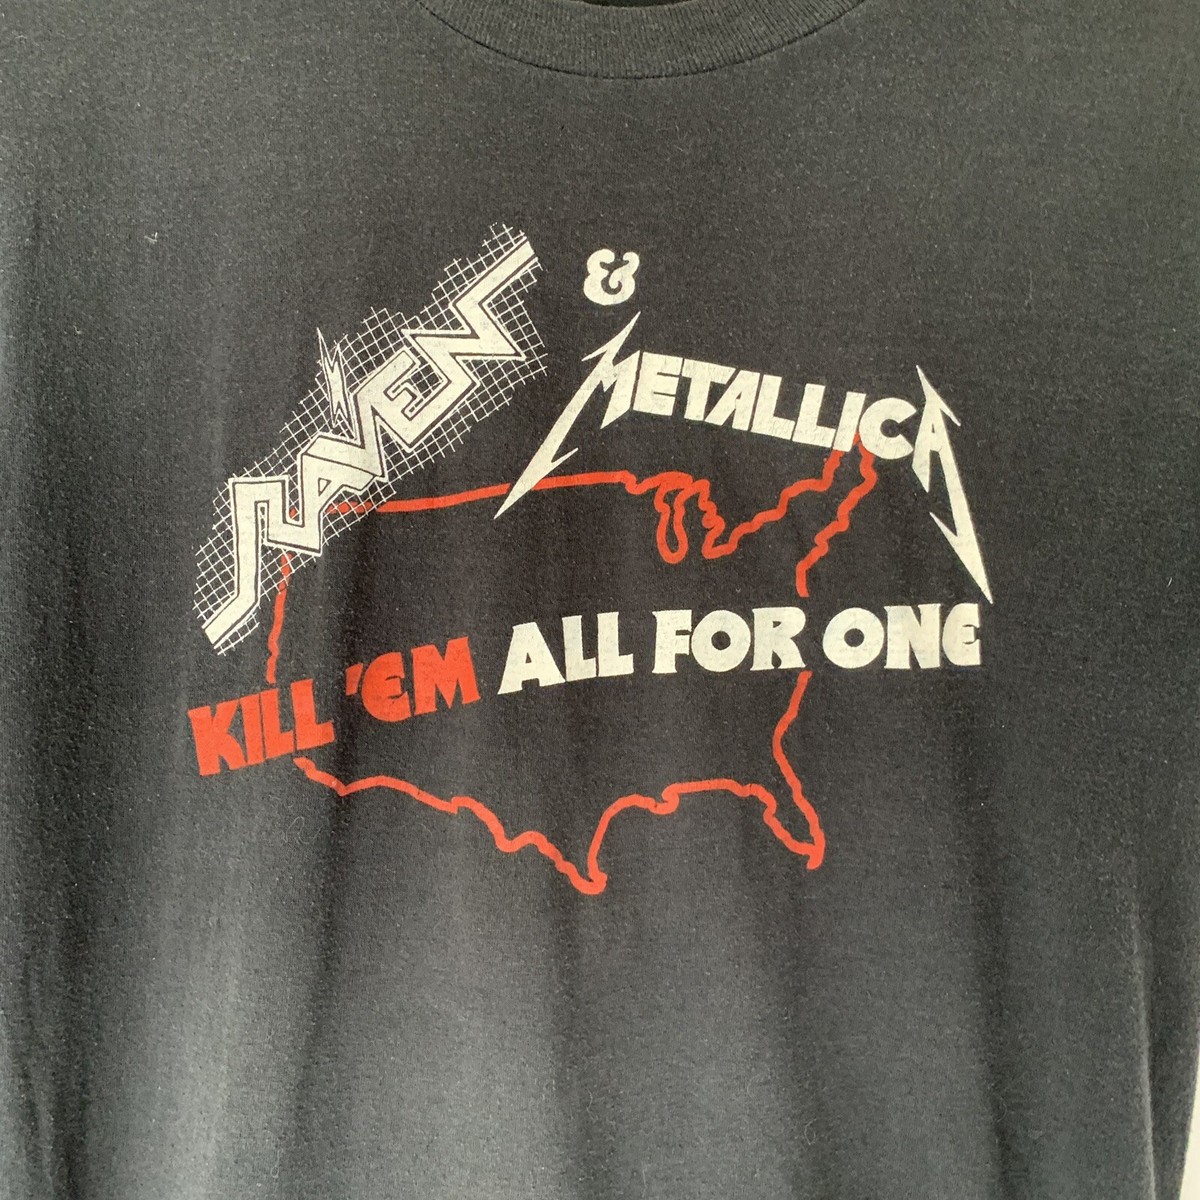 RAVEN
&
METALLICA
KILL 'EM ALL FOR ONE